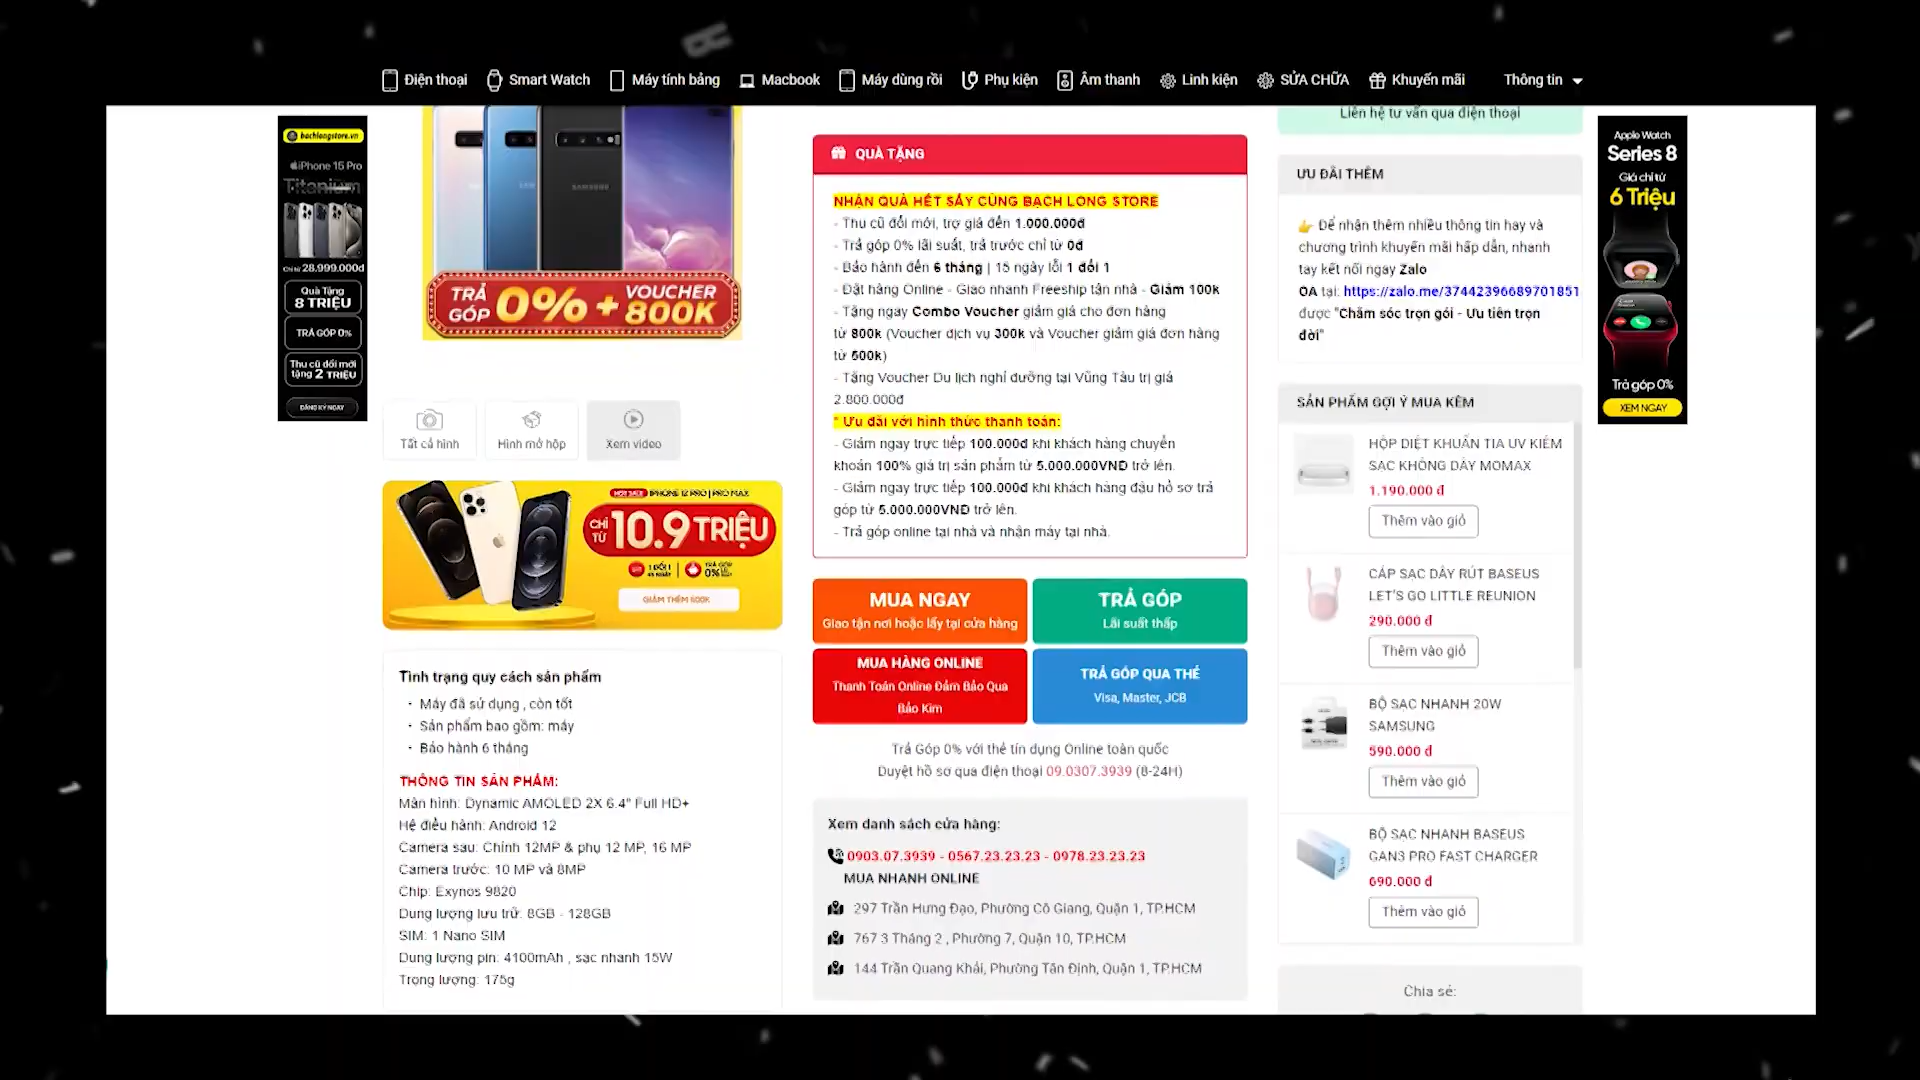 Điện thoại
Smart Watch
Máy tính bảng
Macbook
Máy dùng rồi
Phụ kiện
Âm thanh
Linh kiện
SỬA CHỮA
Khuyến mãi
Thông tin
bachlongstore.vn
iPhone 15 Pro
Titanium
Chỉ từ 28.999.000đ
Quà Tặng
8 TRIỆU
TRẢ GÓP 0%
Thu cũ đổi mới
tặng 2 TRIỆU
ĐĂNG KÝ NGAY
SAMSUNG
TRẢ GÓP 0% + VOUCHER 800K
Tất cả hình
Hình mở hộp
Xem video
HOT SALE IPHONE 12 PRO | PRO MAX
CHỈ TỪ 10.9 TRIỆU
1 ĐỔI 1
TRẢ GÓP 0%
GIẢM THÊM 500K
Tình trạng quy cách sản phẩm
· Máy đã sử dụng , còn tốt
· Sản phẩm bao gồm: máy
· Bảo hành 6 tháng
THÔNG TIN SẢN PHẨM:
Màn hình: Dynamic AMOLED 2X 6.4" Full HD+
Hệ điều hành: Android 12
Camera sau: Chính 12MP & phụ 12 MP, 16 MP
Camera trước: 10 MP và 8MP
Chip: Exynos 9820
Dung lượng lưu trữ: 8GB - 128GB
SIM: 1 Nano SIM
Dung lượng pin: 4100mAh , sạc nhanh 15W
Trọng lượng: 175g
QUÀ TẶNG
NHẬN QUÀ HẾT SẨY CÙNG BẠCH LONG STORE
- Thu cũ đổi mới, trợ giá đến 1.000.000đ
- Trả góp 0% lãi suất, trả trước chỉ từ 0đ
- Bảo hành đến 6 tháng | 15 ngày lỗi 1 đổi 1
- Đặt hàng Online - Giao nhanh Freeship tận nhà - Giảm 100k
- Tặng ngay Combo Voucher giảm giá cho đơn hàng
từ 800k (Voucher dịch vụ 300k và Voucher giảm giá đơn hàng
từ 500k)
- Tặng Voucher Du lịch nghỉ dưỡng tại Vũng Tàu trị giá
2.800.000đ
* Ưu đãi với hình thức thanh toán:
- Giảm ngay trực tiếp 100.000đ khi khách hàng chuyển
khoản 100% giá trị sản phẩm từ 5.000.000VNĐ trở lên.
- Giảm ngay trực tiếp 100.000đ khi khách hàng đậu hồ sơ trả
góp từ 5.000.000VNĐ trở lên.
- Trả góp online tại nhà và nhận máy tại nhà.
MUA NGAY
Giao tận nơi hoặc lấy tại cửa hàng
TRẢ GÓP
Lãi suất thấp
MUA HÀNG ONLINE
Thanh Toán Online Đảm Bảo Qua
Bảo Kim
TRẢ GÓP QUA THẺ
Visa, Master, JCB
Trả Góp 0% với thẻ tín dụng Online toàn quốc
Duyệt hồ sơ qua điện thoại 09.0307.3939 (8-24H)
Xem danh sách cửa hàng:
0903.07.3939 - 0567.23.23.23 - 0978.23.23.23
MUA NHANH ONLINE
297 Trần Hưng Đạo, Phường Cô Giang, Quận 1, TP.HCM
767 3 Tháng 2 , Phường 7, Quận 10, TP.HCM
144 Trần Quang Khải, Phường Tân Định, Quận 1, TP.HCM
Liên hệ tư vấn qua điện thoại
ƯU ĐÃI THÊM
Để nhận thêm nhiều thông tin hay và
chương trình khuyến mãi hấp dẫn, nhanh
tay kết nối ngay Zalo
OA tại: https://zalo.me/37442396689701851
được "Chăm sóc trọn gói - Ưu tiên trọn
đời"
SẢN PHẨM GỢI Ý MUA KÈM
HỘP DIỆT KHUẨN TIA UV KIÊM
SẠC KHÔNG DÂY MOMAX
1.190.000 đ
Thêm vào giỏ
CÁP SẠC DÂY RÚT BASEUS
LET'S GO LITTLE REUNION
290.000 đ
Thêm vào giỏ
BỘ SẠC NHANH 20W
SAMSUNG
590.000 đ
Thêm vào giỏ
BỘ SẠC NHANH BASEUS
GAN3 PRO FAST CHARGER
690.000 đ
Thêm vào giỏ
Chia sẻ:
Apple Watch
Series 8
Giá chỉ từ
6 Triệu
Trả góp 0%
XEM NGAY